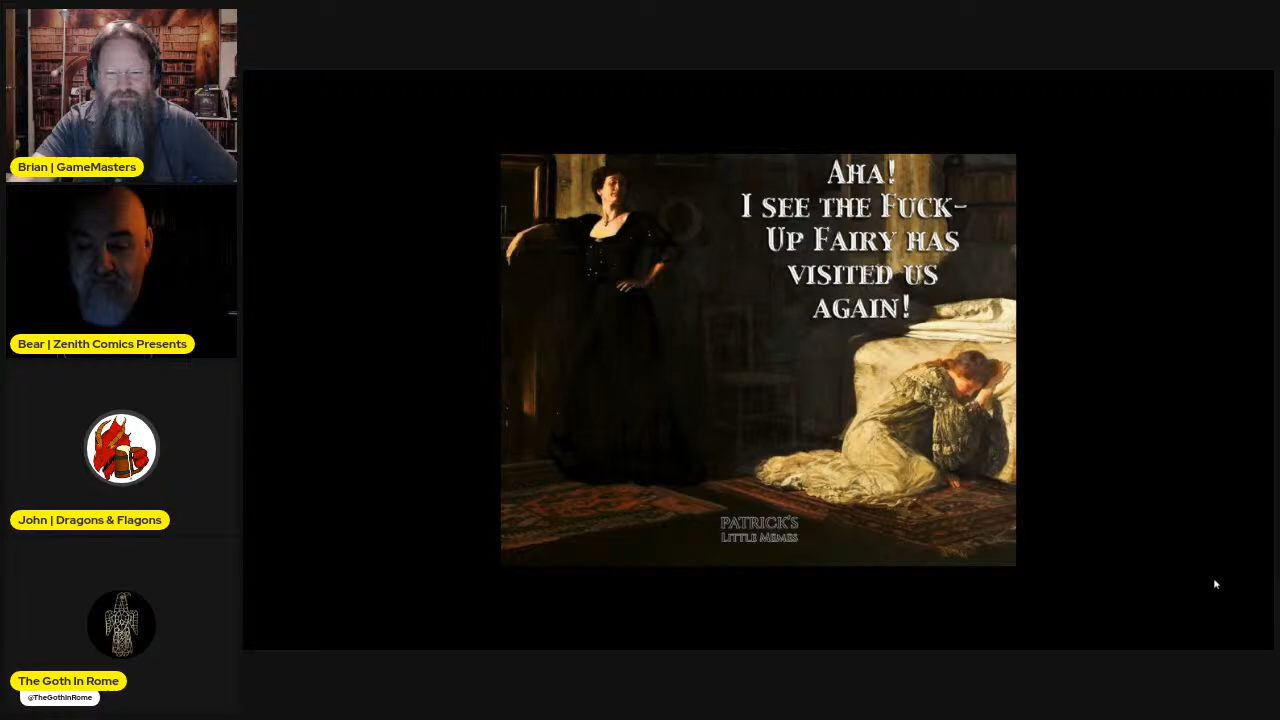 Brian | GameMasters
Bear | Zenith Comics Presents
John | Dragons & Flagons
The Goth In Rome
@TheGothInRome
Aha!
I see the Fuck-
Up Fairy has
visited us
again!
Patrick's
Little Memes